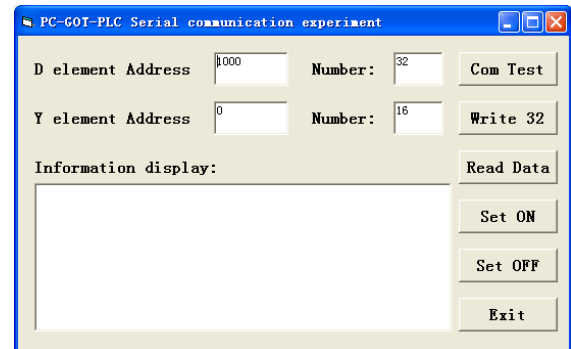 PC-GOT-PLC Serial communication experiment
D element Address 1000 Number: 32 Com Test
Y element Address 0 Number: 16 Write 32
Information display: Read Data
Set ON
Set OFF
Exit